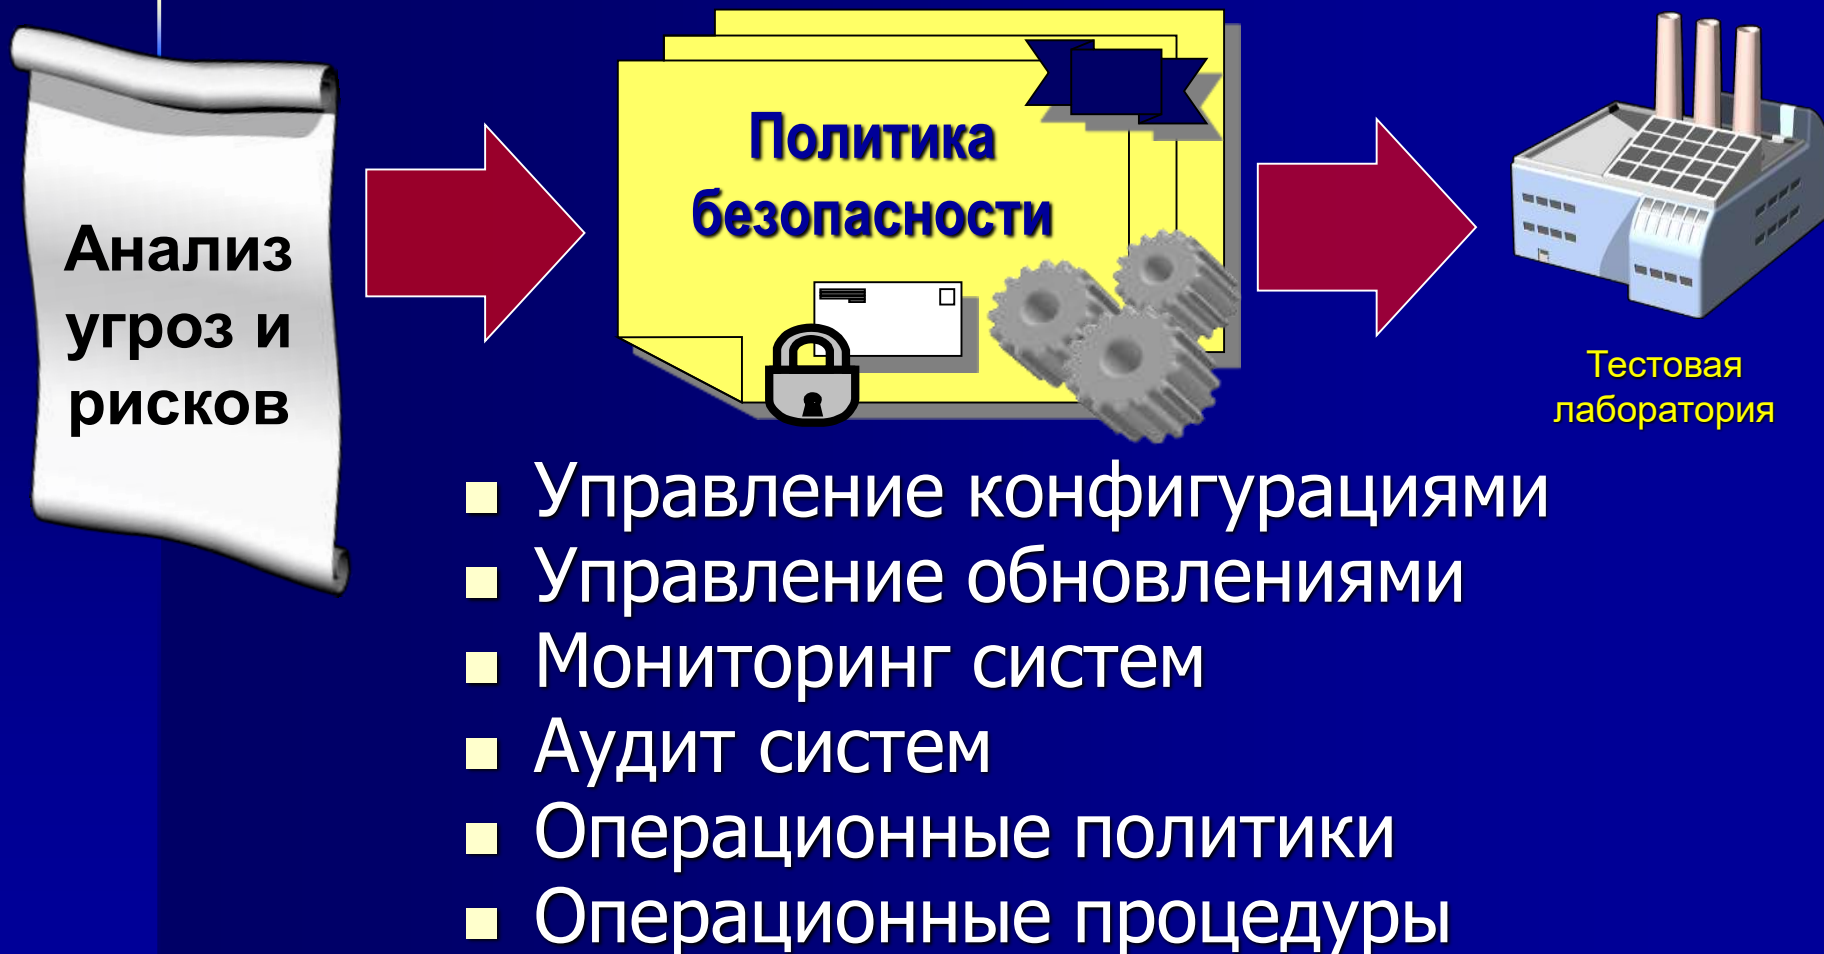 Анализ
угроз и
рисков
Политика
безопасности
Тестовая
лаборатория
Управление конфигурациями
Управление обновлениями
Мониторинг систем
Аудит систем
Операционные политики
Операционные процедуры